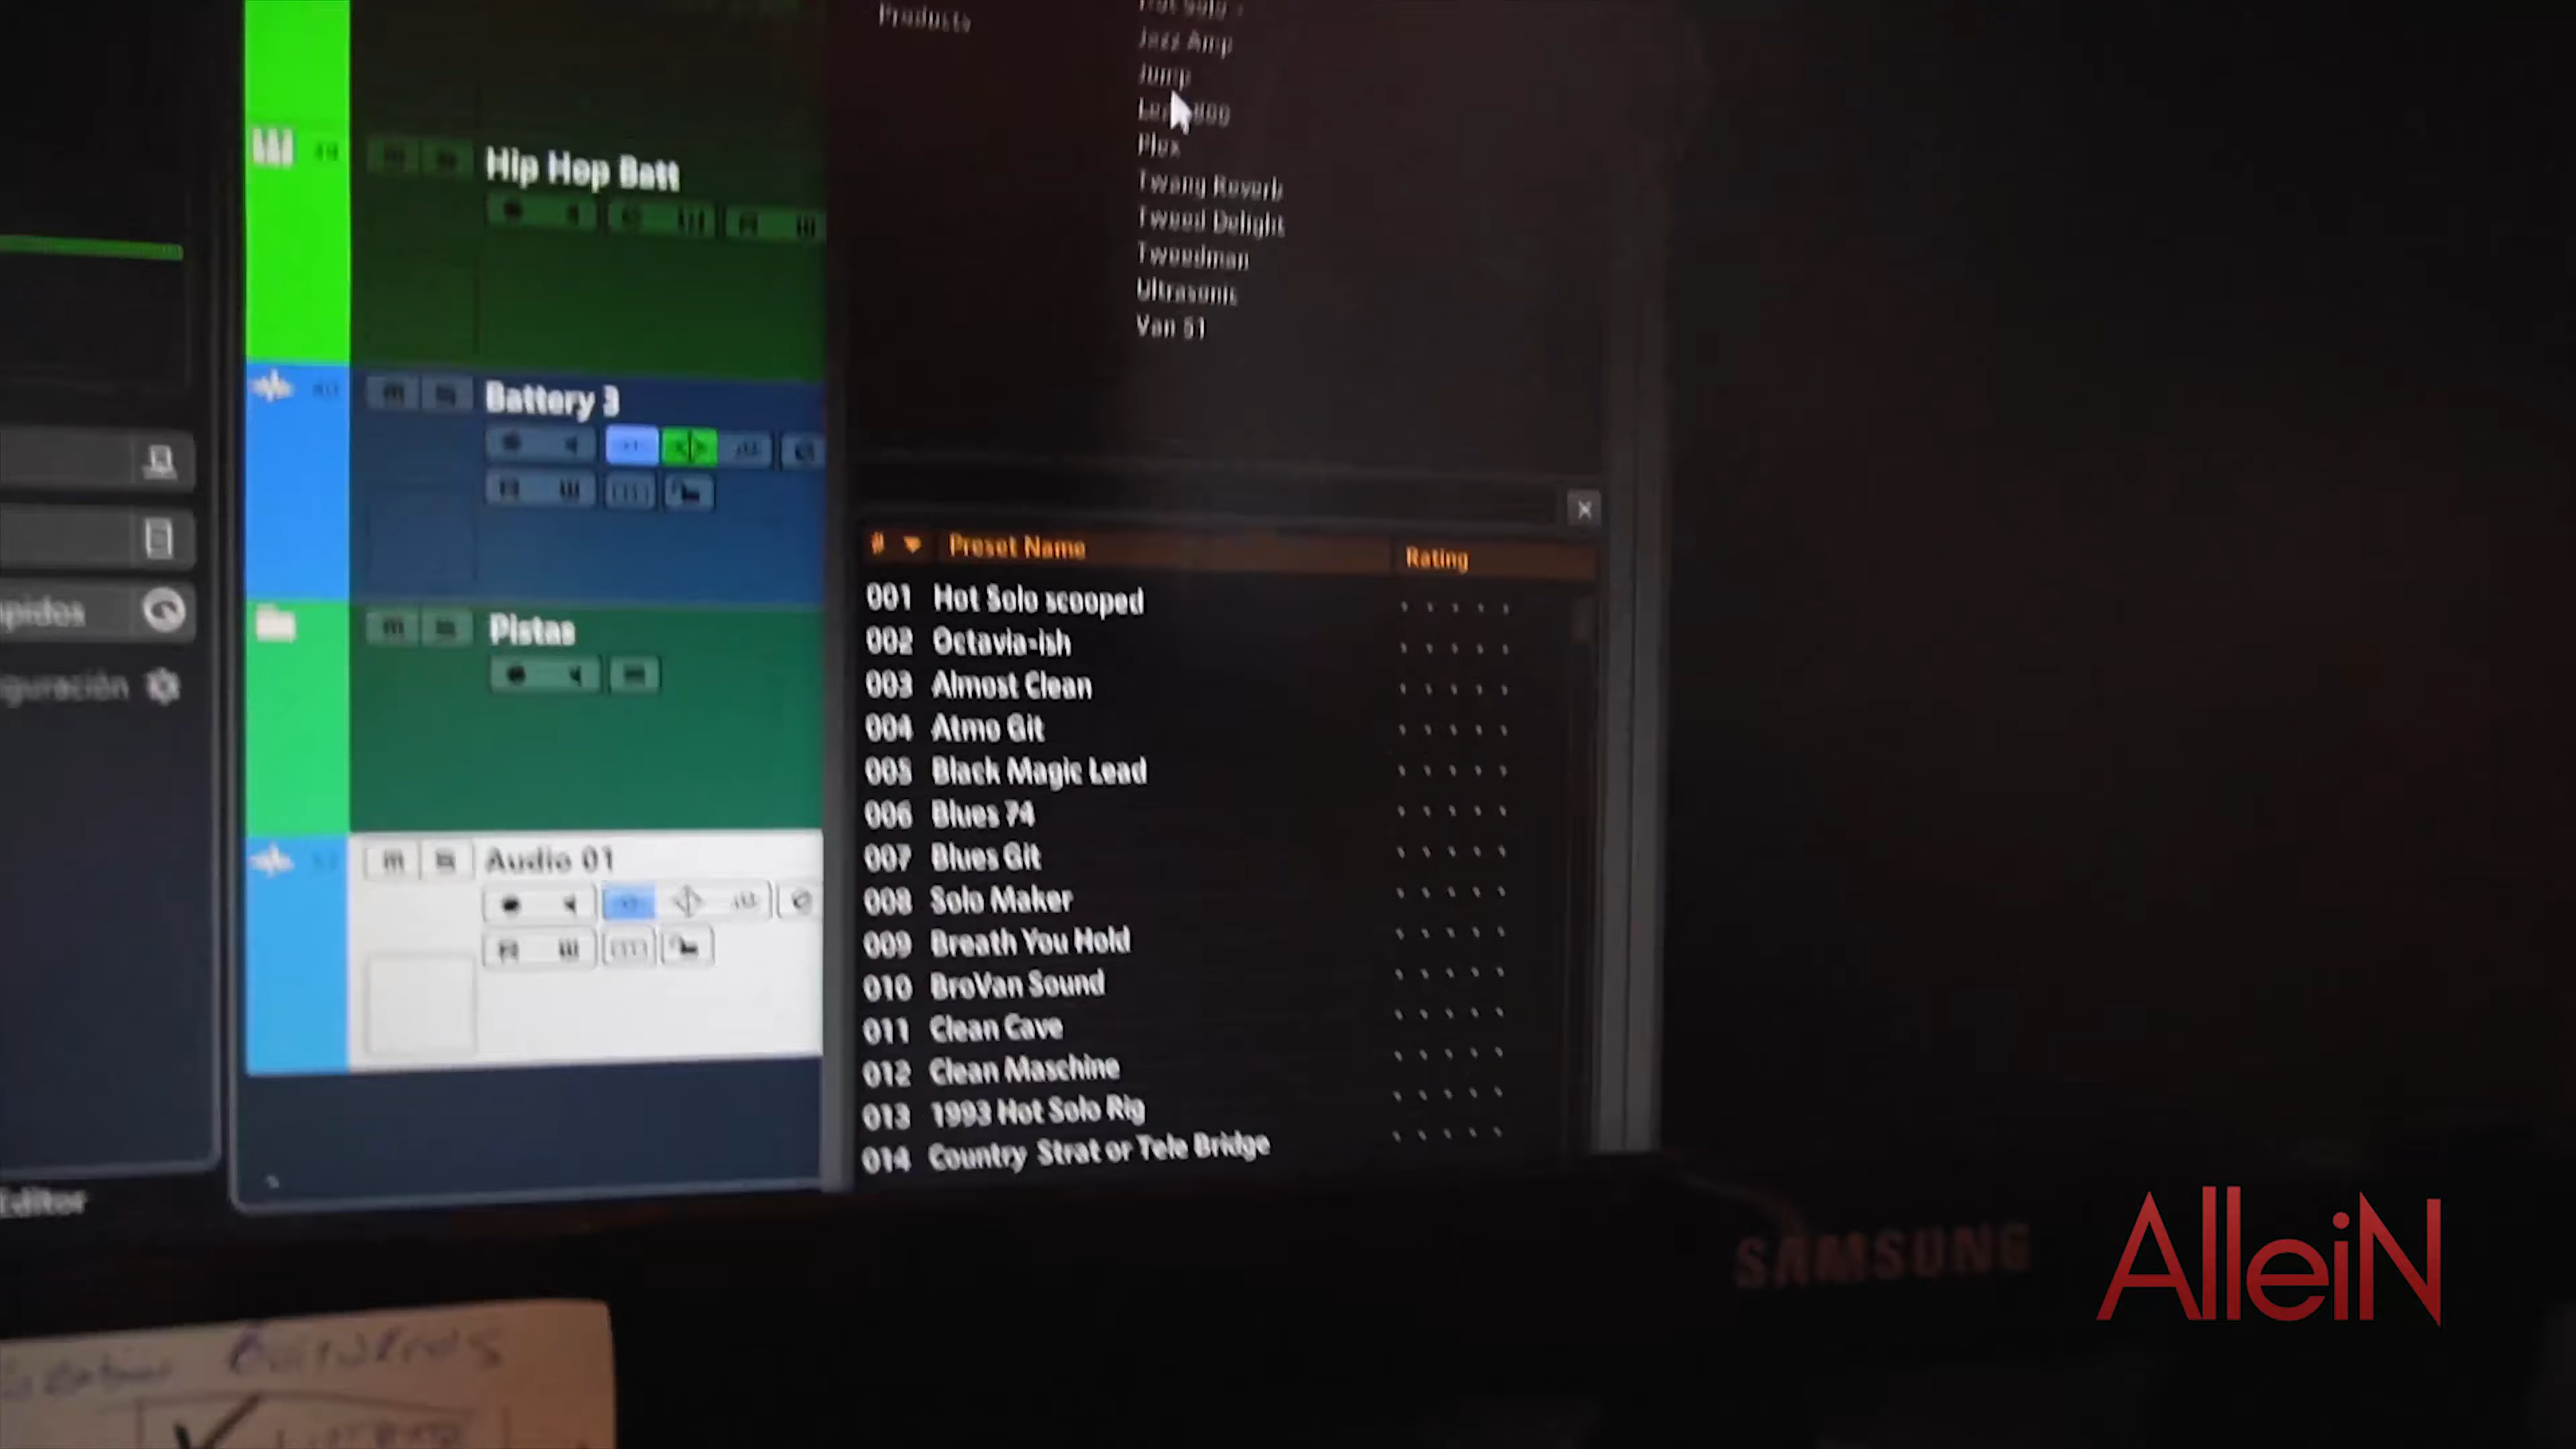 Products
Hot Solo +
Jazz Amp
Jump
Plex
Twang Reverb
Tweed Delight
Tweedman
Ultrasonic
Van 51
Hip Hop Batt
Battery 3
Pistas
Audio 01
Editor
# Preset Name Rating
001 Hot Solo scooped
002 Octavia-ish
003 Almost Clean
004 Atmo Git
005 Black Magic Lead
006 Blues 74
007 Blues Git
008 Solo Maker
009 Breath You Hold
010 BroVan Sound
011 Clean Cave
012 Clean Maschine
013 1993 Hot Solo Rig
014 Country Strat or Tele Bridge
SAMSUNG
AlleiN